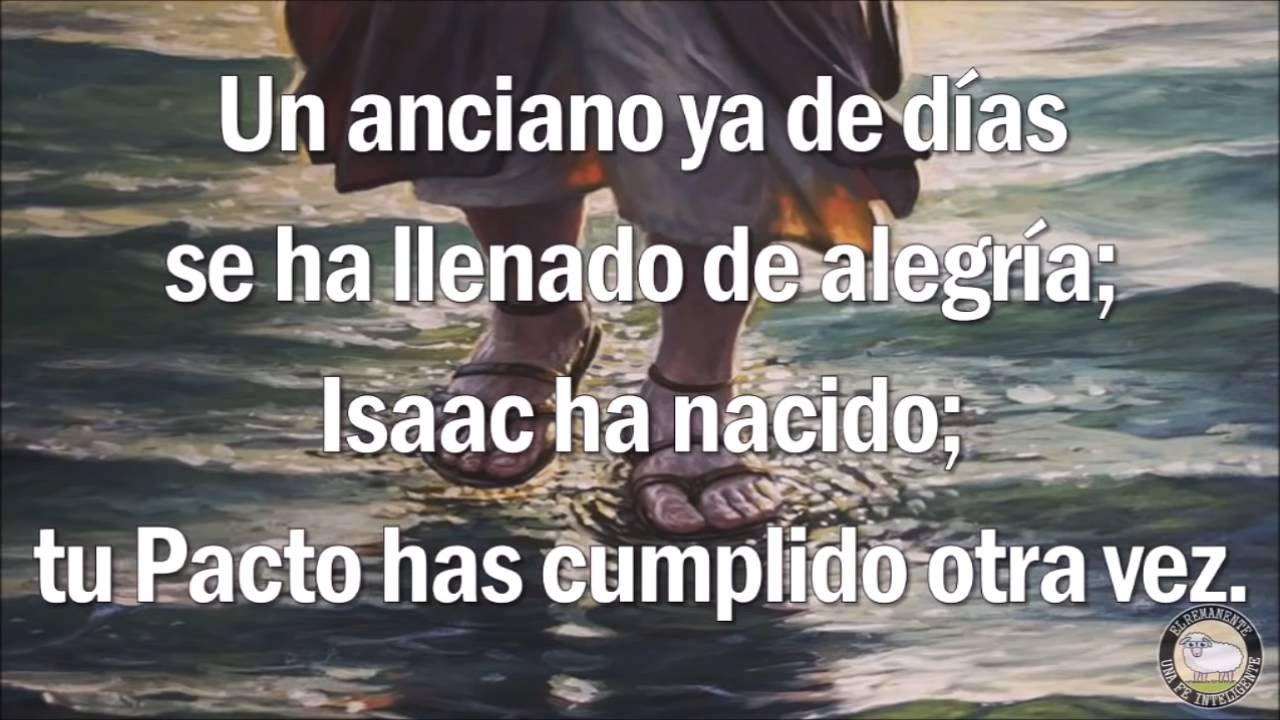 Un anciano ya de días
se ha llenado de alegría;
Isaac ha nacido;
tu Pacto has cumplido otra vez.
EL REMANENTE
UNA FE INTELIGENTE